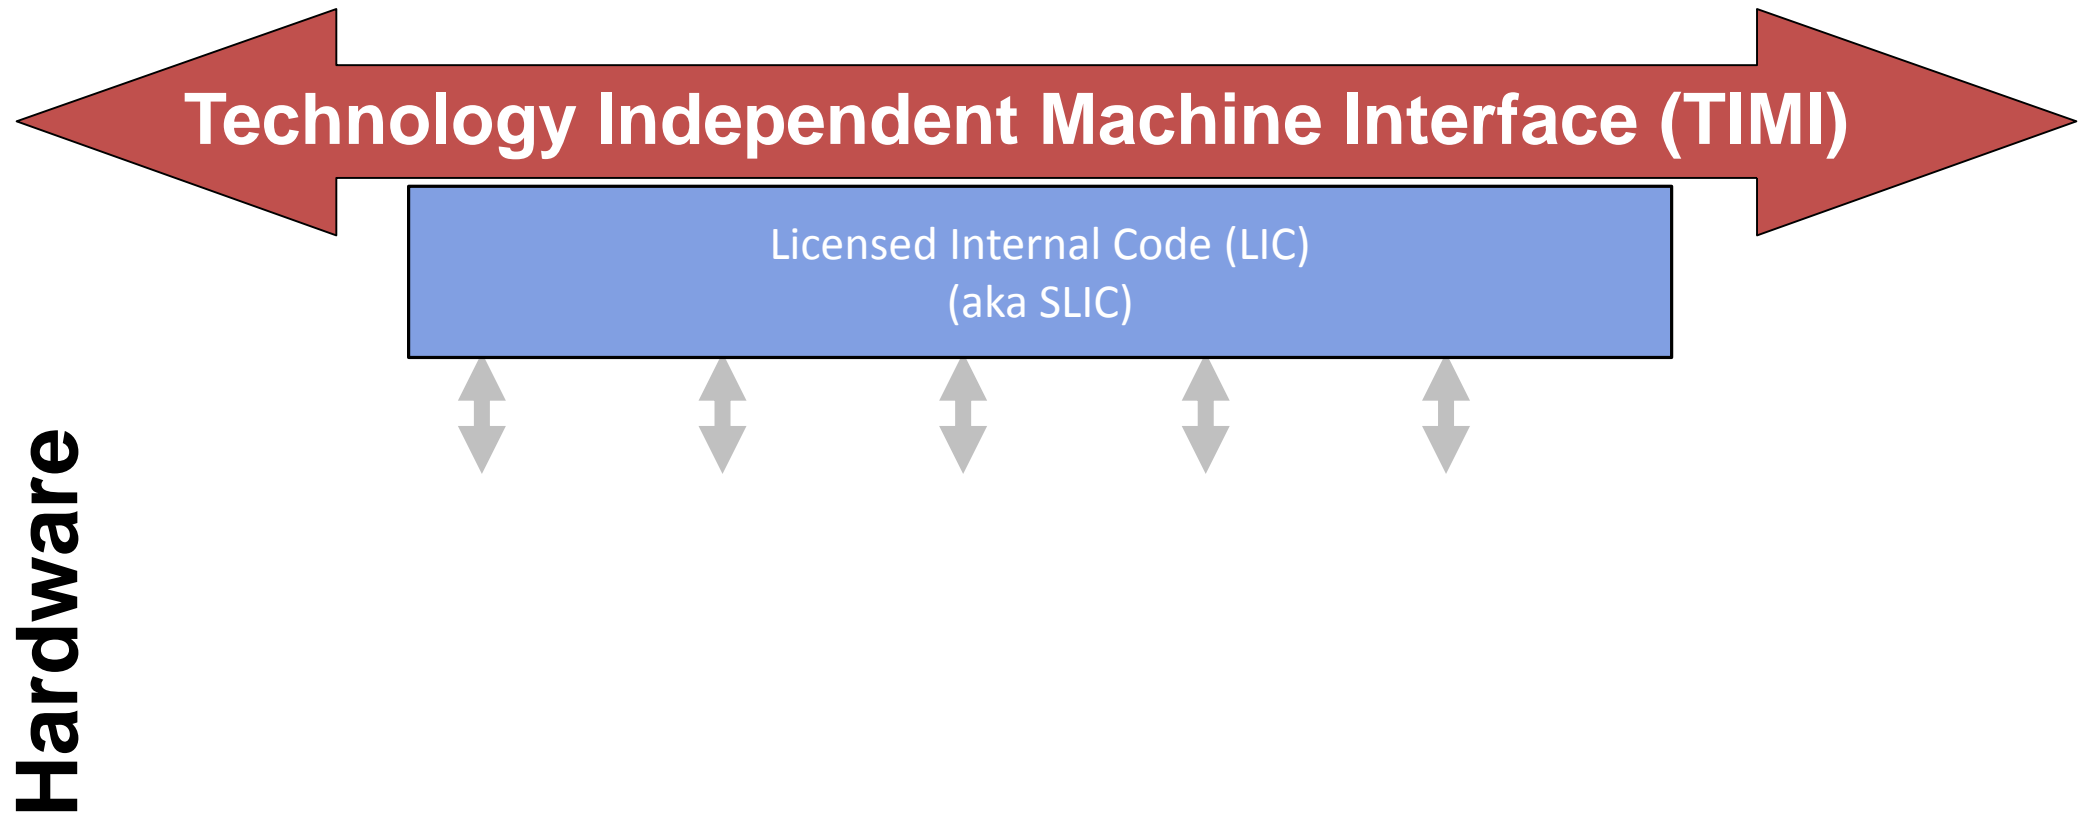 Technology Independent Machine Interface (TIMI)
Licensed Internal Code (LIC)
(aka SLIC)
Hardware